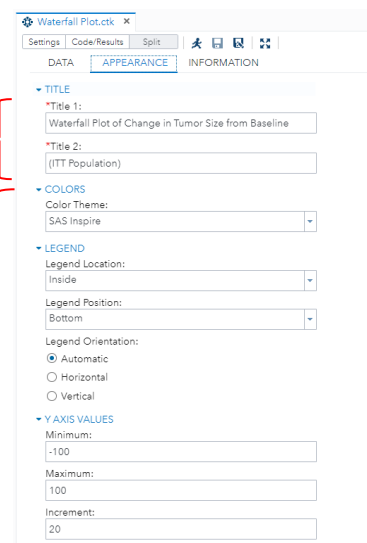 Waterfall Plot.ctk ×
Settings Code/Results Split
DATA APPEARANCE INFORMATION
TITLE
*Title 1:
Waterfall Plot of Change in Tumor Size from Baseline
*Title 2:
(ITT Population)
COLORS
Color Theme:
SAS Inspire
LEGEND
Legend Location:
Inside
Legend Position:
Bottom
Legend Orientation:
Automatic
Horizontal
Vertical
Y AXIS VALUES
Minimum:
-100
Maximum:
100
Increment:
20